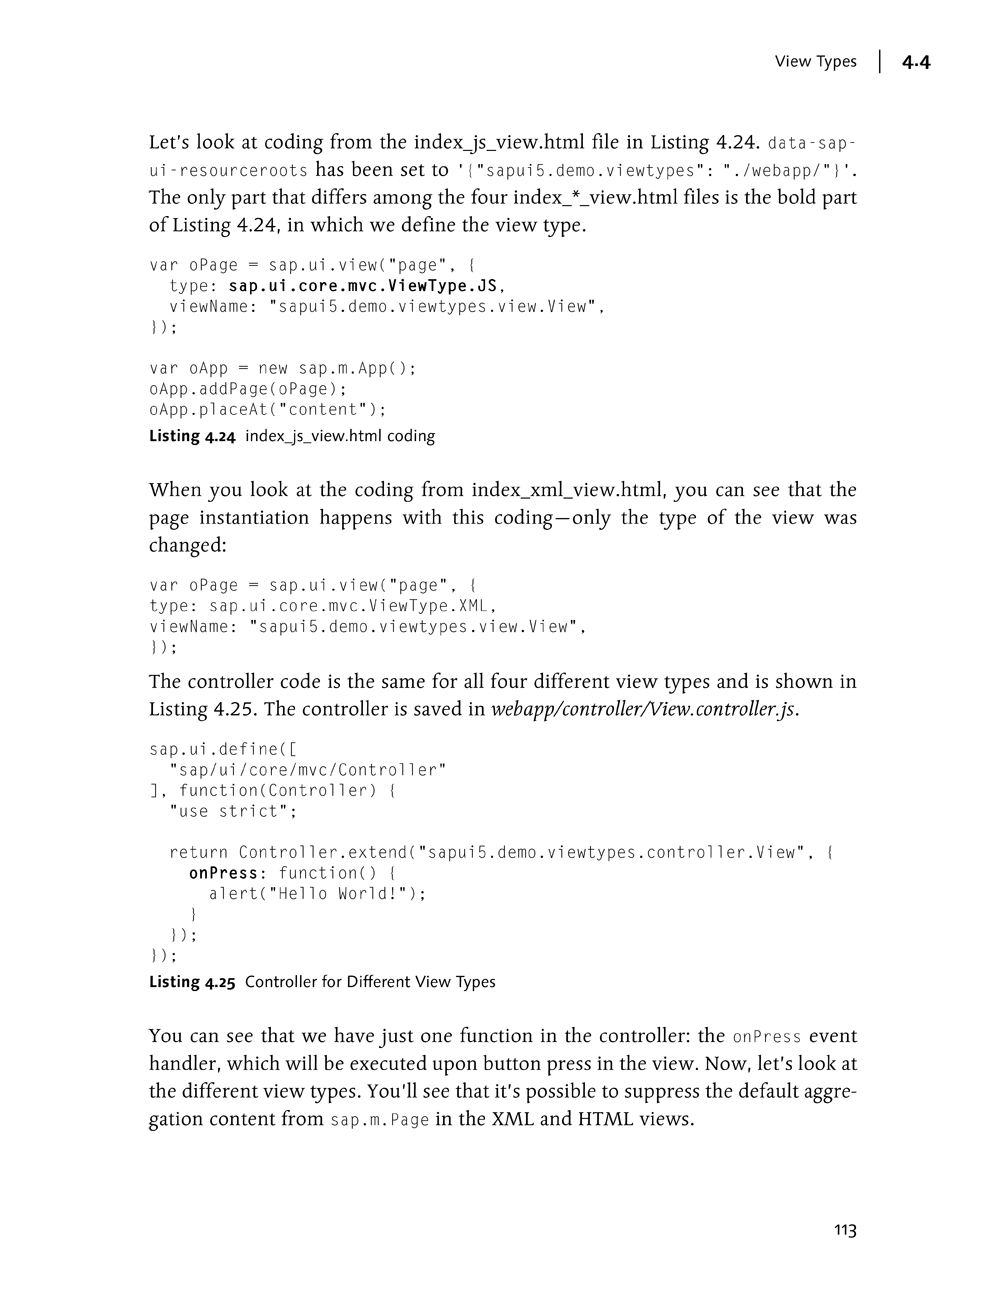 View Types | 4.4
Let's look at coding from the index_js_view.html file in Listing 4.24. data-sap-
ui-resourceroots has been set to '{"sapui5.demo.viewtypes": "./webapp/"}'.
The only part that differs among the four index_*_view.html files is the bold part
of Listing 4.24, in which we define the view type.
var oPage = sap.ui.view("page", {
  type: sap.ui.core.mvc.ViewType.JS,
  viewName: "sapui5.demo.viewtypes.view.View",
});
var oApp = new sap.m.App();
oApp.addPage(oPage);
oApp.placeAt("content");
Listing 4.24 index_js_view.html coding
When you look at the coding from index_xml_view.html, you can see that the
page instantiation happens with this coding—only the type of the view was
changed:
var oPage = sap.ui.view("page", {
type: sap.ui.core.mvc.ViewType.XML,
viewName: "sapui5.demo.viewtypes.view.View",
});
The controller code is the same for all four different view types and is shown in
Listing 4.25. The controller is saved in webapp/controller/View.controller.js.
sap.ui.define([
  "sap/ui/core/mvc/Controller"
], function(Controller) {
  "use strict";
  return Controller.extend("sapui5.demo.viewtypes.controller.View", {
    onPress: function() {
      alert("Hello World!");
    }
  });
});
Listing 4.25 Controller for Different View Types
You can see that we have just one function in the controller: the onPress event
handler, which will be executed upon button press in the view. Now, let's look at
the different view types. You'll see that it's possible to suppress the default aggre-
gation content from sap.m.Page in the XML and HTML views.
113